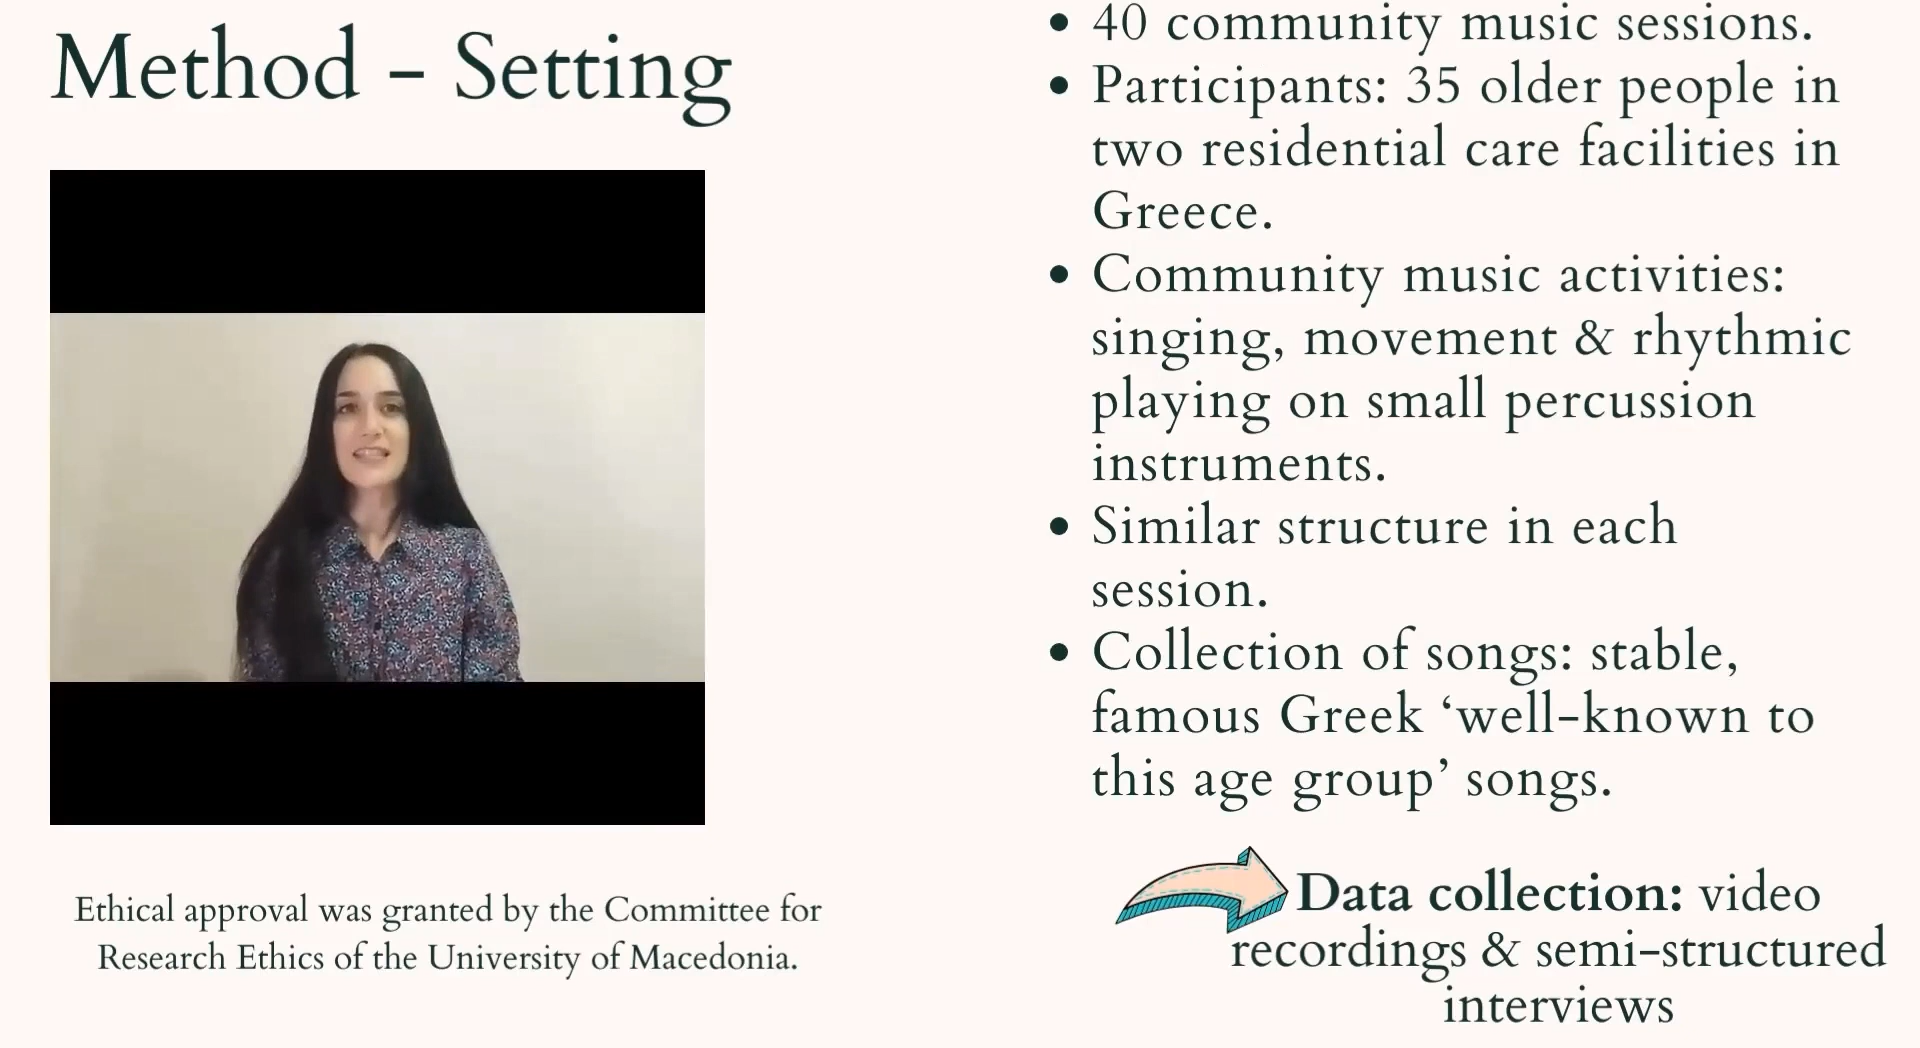 Method - Setting
• 40 community music sessions.
• Participants: 35 older people in
two residential care facilities in
Greece.
• Community music activities:
singing, movement & rhythmic
playing on small percussion
instruments.
• Similar structure in each
session.
• Collection of songs: stable,
famous Greek ‘well-known to
this age group’ songs.
Data collection: video
recordings & semi-structured
interviews
Ethical approval was granted by the Committee for
Research Ethics of the University of Macedonia.